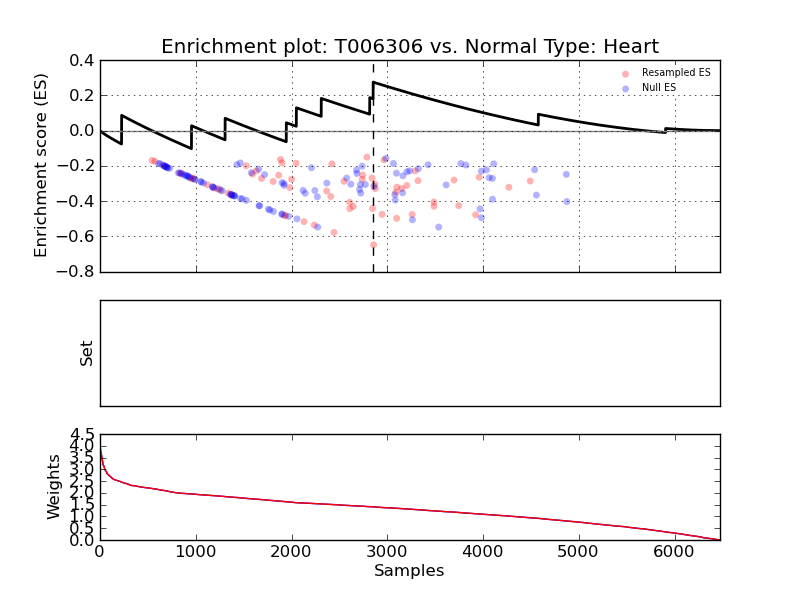 Enrichment plot: T006306 vs. Normal Type: Heart
Enrichment score (ES)
0.4
0.2
0.0
−0.2
−0.4
−0.6
−0.8
Resampled ES
Null ES
Set
Weights
4.5
4.0
3.5
3.0
2.5
2.0
1.5
1.0
0.5
0.0
0 1000 2000 3000 4000 5000 6000
Samples